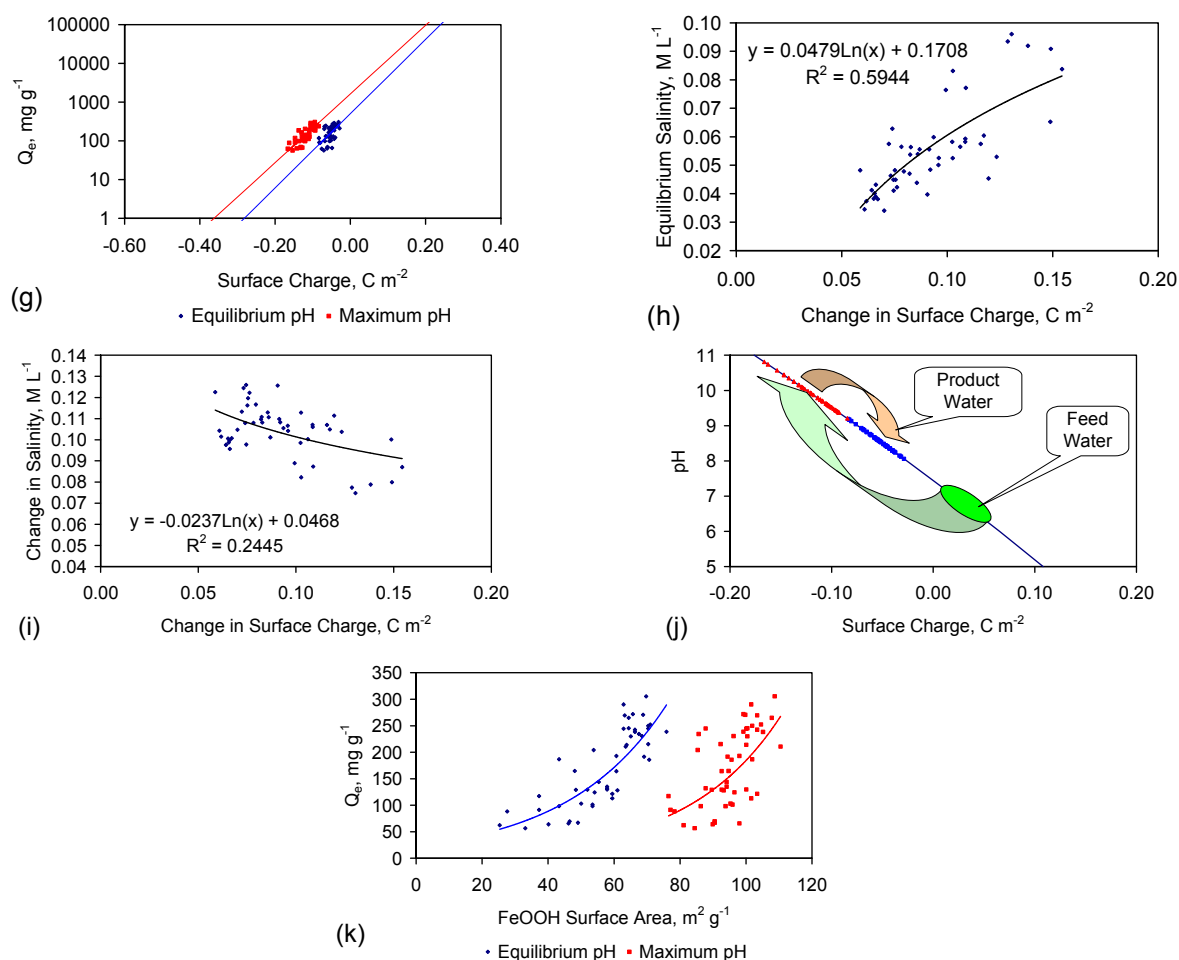 100000
10000
1000
100
10
1
Qe, mg g-1
-0.60 -0.40 -0.20 0.00 0.20 0.40
Surface Charge, C m-2
(g)
Equilibrium pH Maximum pH
0.10
0.09
0.08
0.07
0.06
0.05
0.04
0.03
0.02
Equilibrium Salinity, M L-1
y = 0.0479Ln(x) + 0.1708
R2 = 0.5944
0.00 0.05 0.10 0.15 0.20
Change in Surface Charge, C m-2
(h)
0.14
0.13
0.12
0.11
0.10
0.09
0.08
0.07
0.06
0.05
0.04
Change in Salinity, M L-1
y = -0.0237Ln(x) + 0.0468
R2 = 0.2445
0.00 0.05 0.10 0.15 0.20
Change in Surface Charge, C m-2
(i)
11
10
9
8
7
6
5
pH
Product
Water
Feed
Water
-0.20 -0.10 0.00 0.10 0.20
Surface Charge, C m-2
(j)
350
300
250
200
150
100
50
0
Qe, mg g-1
0 20 40 60 80 100 120
FeOOH Surface Area, m2 g-1
(k)
Equilibrium pH Maximum pH